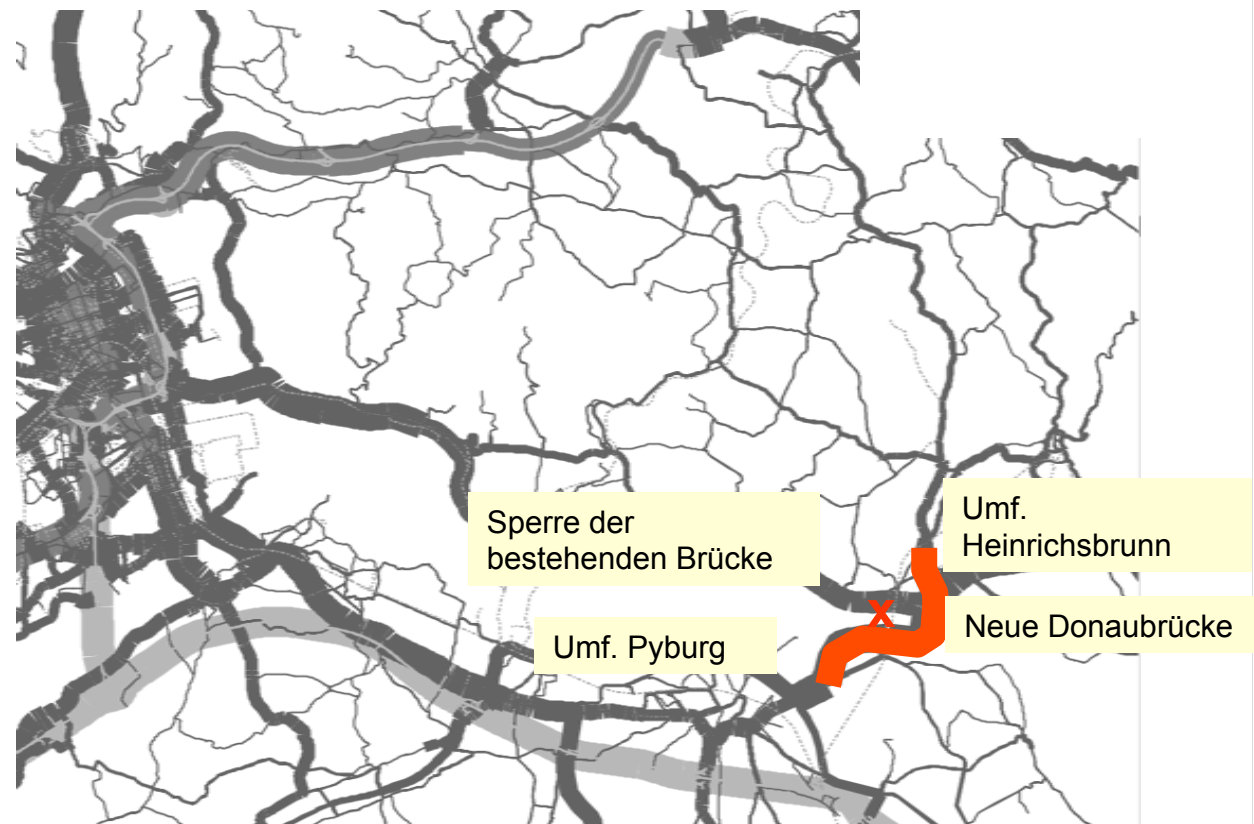 Sperre der
bestehenden Brücke
Umf.
Heinrichsbrunn
X
Neue Donaubrücke
Umf. Pyburg